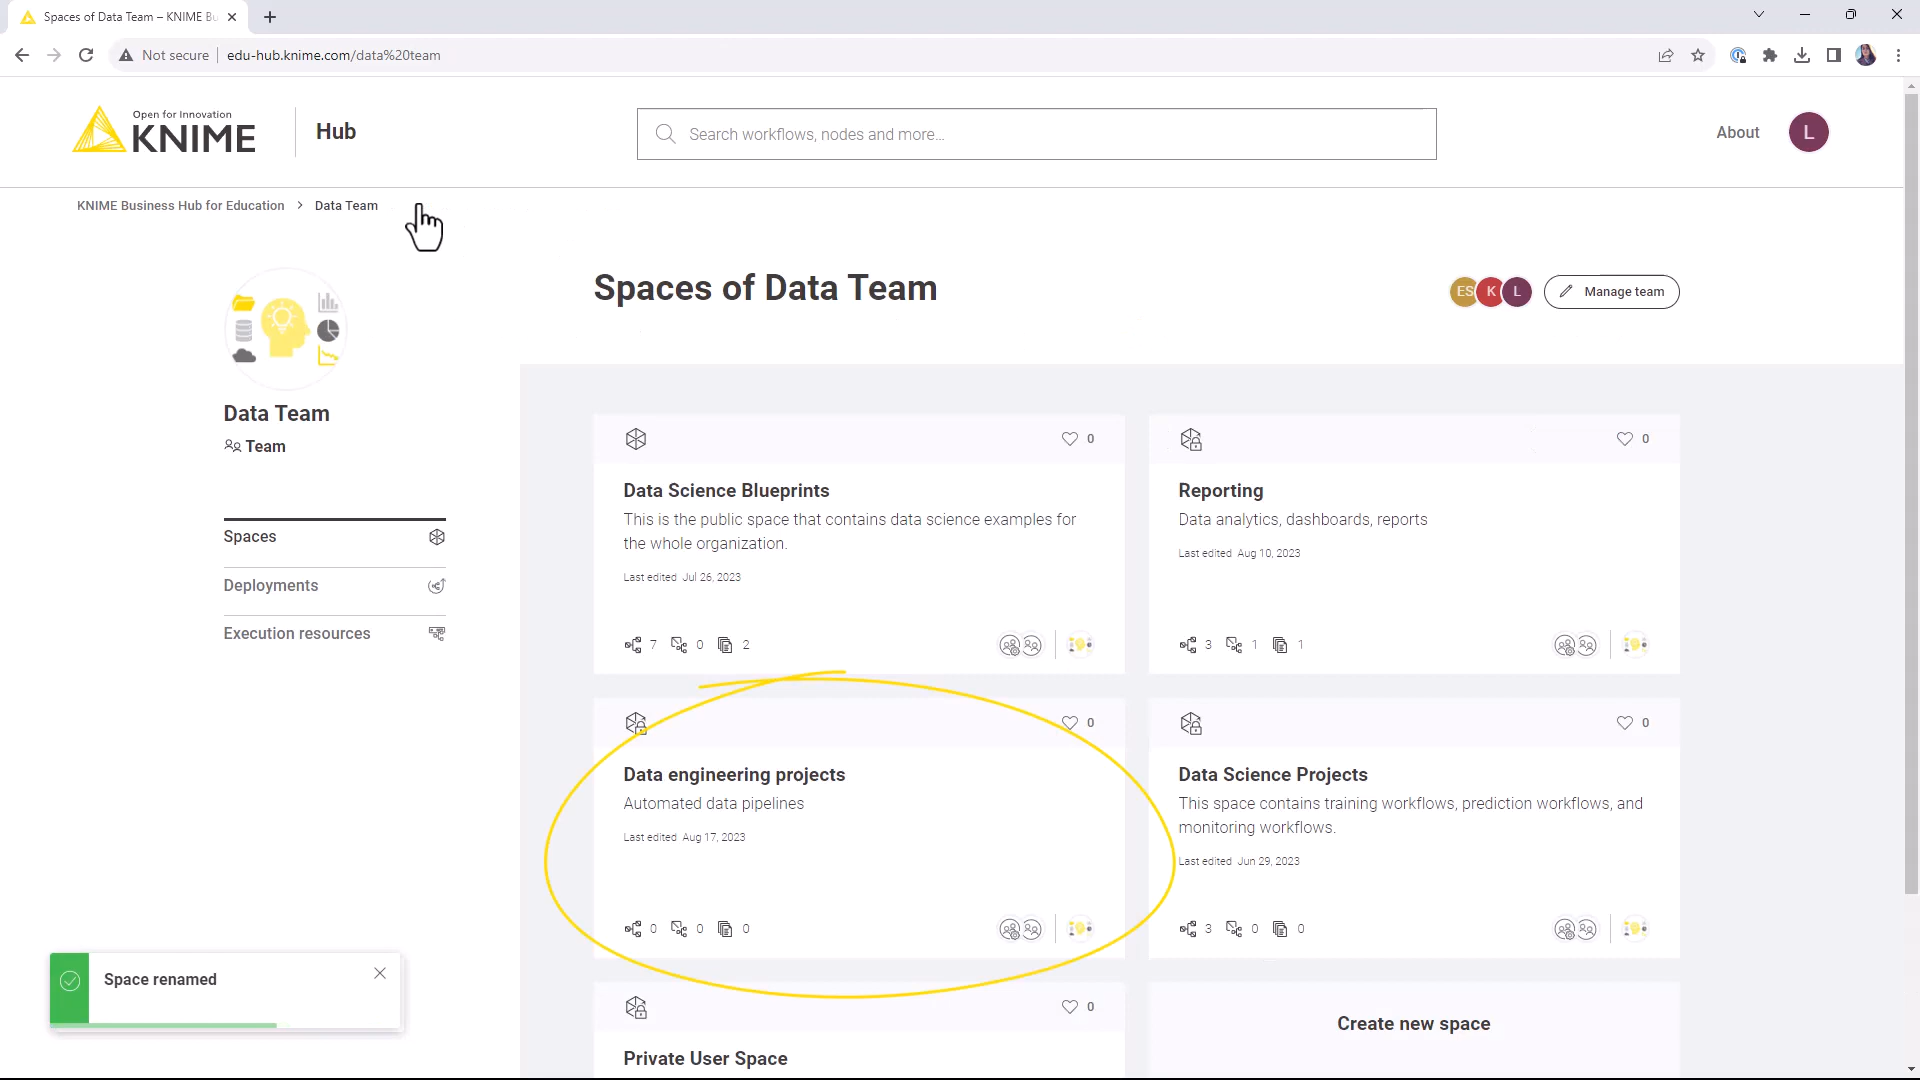 Spaces of Data Team – KNIME Bu
Not secure
edu-hub.knime.com/data%20team
Open for Innovation
KNIME
Hub
Search workflows, nodes and more...
About
L
KNIME Business Hub for Education > Data Team
Spaces of Data Team
ES
K
L
Manage team
Data Team
Team
Spaces
Deployments
Execution resources
0
Data Science Blueprints
This is the public space that contains data science examples for
the whole organization.
Last edited Jul 26, 2023
7 0 2
0
Reporting
Data analytics, dashboards, reports
Last edited Aug 10, 2023
3 1 1
0
Data engineering projects
Automated data pipelines
Last edited Aug 17, 2023
0 0 0
0
Data Science Projects
This space contains training workflows, prediction workflows, and
monitoring workflows.
Last edited Jun 29, 2023
3 0 0
0
Private User Space
Create new space
Space renamed